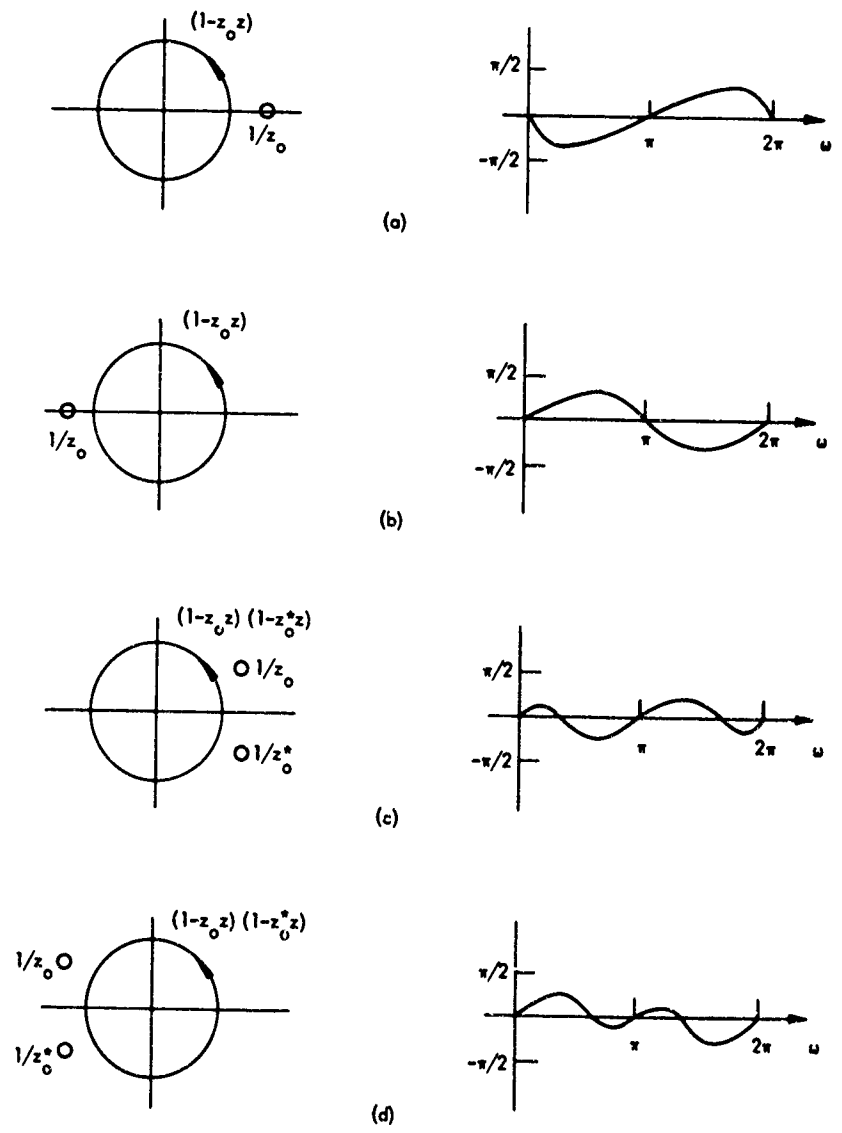 (1-z₀z)
1/z₀
π/2
-π/2
π
2π
ω
(a)
(1-z₀z)
1/z₀
π/2
-π/2
π
2π
ω
(b)
(1-z₀z) (1-z₀*z)
1/z₀
1/z₀*
π/2
-π/2
π
2π
ω
(c)
(1-z₀z) (1-z₀*z)
1/z₀
1/z₀*
π/2
-π/2
π
2π
ω
(d)